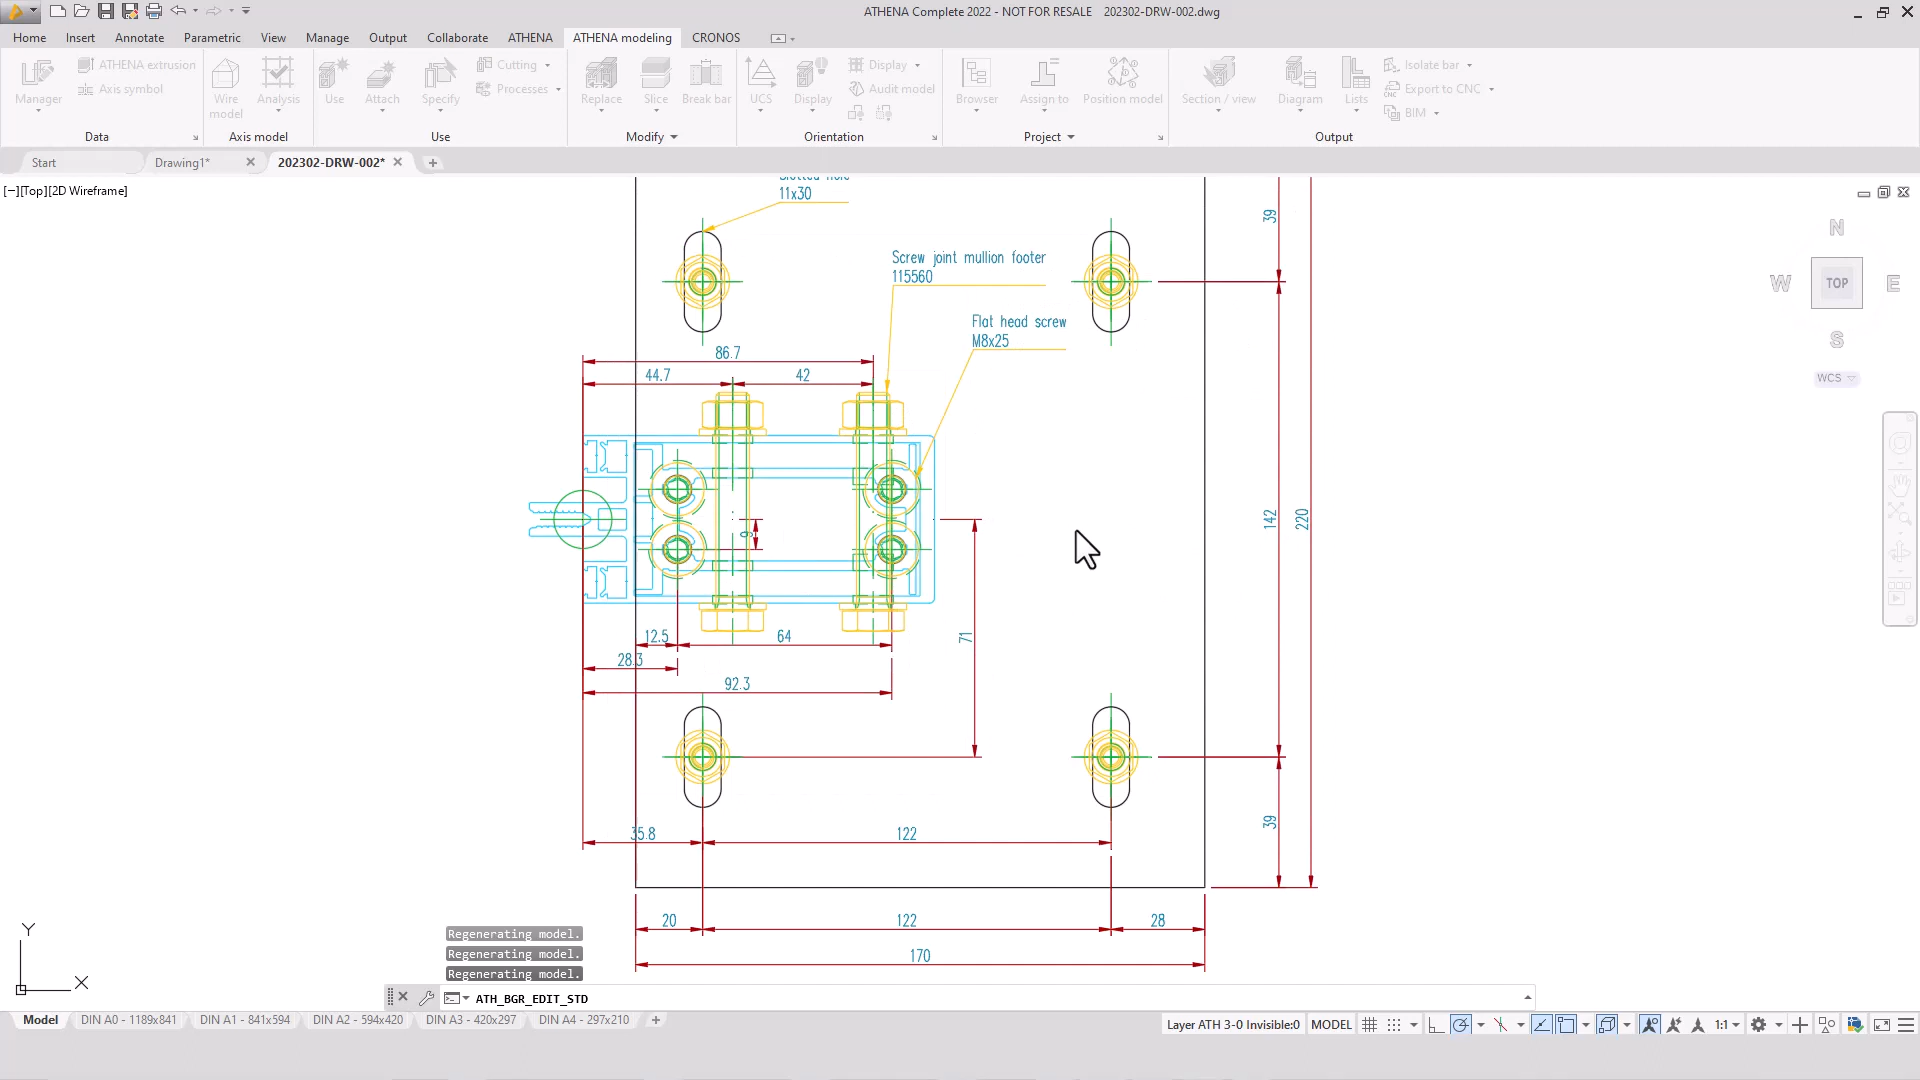 ATHENA Complete 2022 - NOT FOR RESALE 202302-DRW-002.dwg
Home Insert Annotate Parametric View Manage Output Collaborate ATHENA ATHENA modeling CRONOS
Manager
ATHENA extrusion
Axis symbol
Data
Wire model
Analysis
Axis model
Use
Attach
Specify
Cutting
Processes
Use
Replace
Slice
Break bar
Modify
UCS
Display
Display
Audit model
Orientation
Browser
Assign to
Position model
Project
Section / view
Diagram
Lists
Isolate bar
Export to CNC
BIM
Output
Start Drawing1* 202302-DRW-002*
[−][Top][2D Wireframe]
Slotted hole
11x30
Screw joint mullion footer
115560
Flat head screw
M8x25
86.7
44.7 42
9
12.5 64
28.3
92.3
71
35.8 122
20 122 28
170
39
142
220
39
N
W TOP E
S
WCS
Y
X
Regenerating model.
Regenerating model.
Regenerating model.
ATH_BGR_EDIT_STD
Model DIN A0 - 1189x841 DIN A1 - 841x594 DIN A2 - 594x420 DIN A3 - 420x297 DIN A4 - 297x210
Layer ATH 3-0 Invisible:0 MODEL 1:1